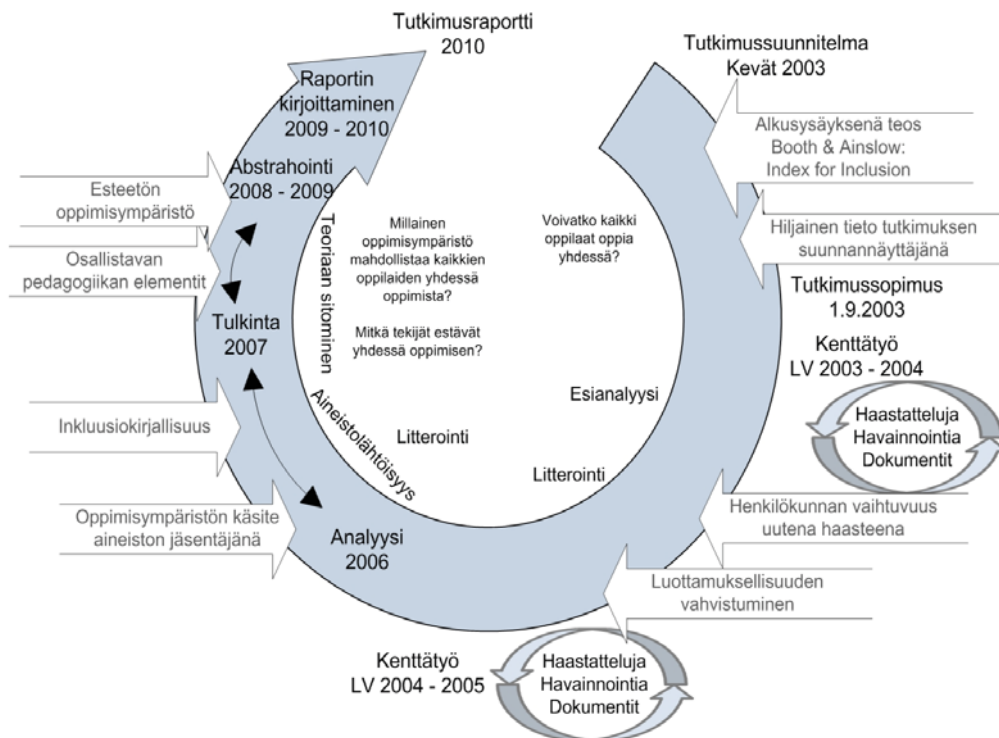 Tutkimusraportti
2010
Tutkimussuunnitelma
Kevät 2003
Raportin
kirjoittaminen
2009 - 2010
Alkusysäyksenä teos
Booth & Ainslow:
Index for Inclusion
Abstrahointi
2008 - 2009
Esteetön
oppimisympäristö
Teoriaan sitominen
Millainen
oppimisympäristö
mahdollistaa kaikkien
oppilaiden yhdessä
oppimista?
Mitkä tekijät estävät
yhdessä oppimisen?
Voivatko kaikki
oppilaat oppia
yhdessä?
Hiljainen tieto tutkimuksen
suunnannäyttäjänä
Osallistavan
pedagogiikan elementit
Tutkimussopimus
1.9.2003
Tulkinta
2007
Kenttätyö
LV 2003 - 2004
Esianalyysi
Haastatteluja
Havainnointia
Dokumentit
Inkluusiokirjallisuus
Aineistolähtöisyys
Litterointi
Litterointi
Henkilökunnan vaihtuvuus
uutena haasteena
Oppimisympäristön käsite
aineiston jäsentäjänä
Analyysi
2006
Luottamuksellisuuden
vahvistuminen
Kenttätyö
LV 2004 - 2005
Haastatteluja
Havainnointia
Dokumentit